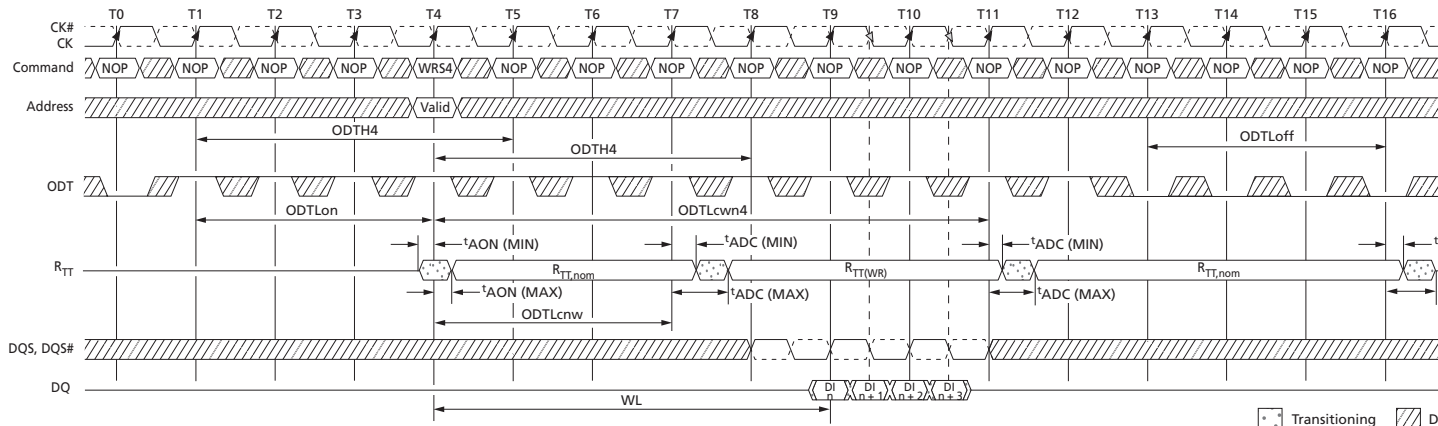 T0 T1 T2 T3 T4 T5 T6 T7 T8 T9 T10 T11 T12 T13 T14 T15 T16
CK#
CK
Command NOP NOP NOP NOP WRS4 NOP NOP NOP NOP NOP NOP NOP NOP NOP NOP NOP NOP
Address Valid
ODTH4 ODTLoff
ODTH4
ODT
ODTLon ODTLcwn4
tAON (MIN) tADC (MIN) tADC (MIN) t
RTT RTT,nom RTT(WR) RTT,nom
tAON (MAX) tADC (MAX) tADC (MAX)
ODTLcnw
DQS, DQS#
DQ DI n DI n + 1 DI n + 2 DI n + 3
WL
Transitioning D